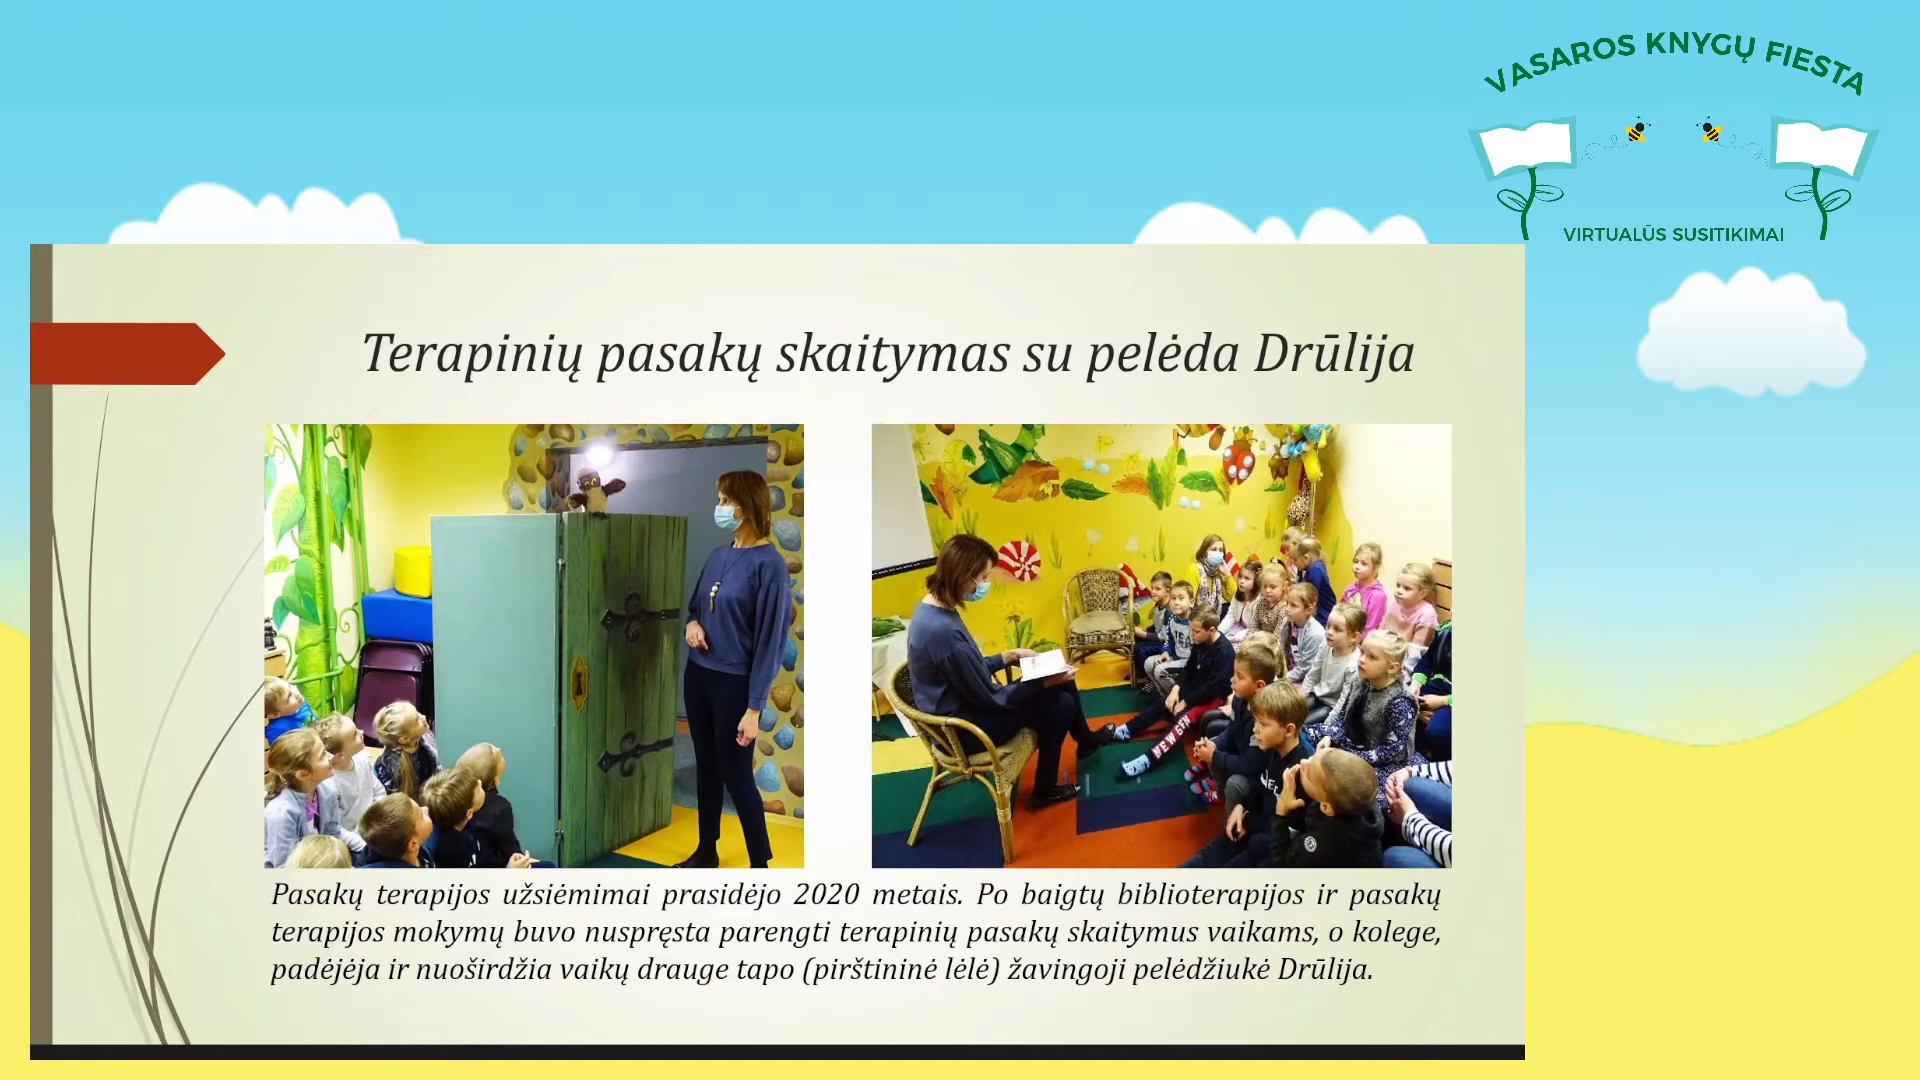 VASAROS KNYGŲ FIESTA
VIRTUALŪS SUSITIKIMAI
Terapinių pasakų skaitymas su pelėda Drūlija
NEW GEN
Pasakų terapijos užsiėmimai prasidėjo 2020 metais. Po baigtų biblioterapijos ir pasakų
terapijos mokymų buvo nuspręsta parengti terapinių pasakų skaitymus vaikams, o kolege,
padėjėja ir nuoširdžia vaikų drauge tapo (pirštininė lėlė) žavingoji pelėdžiukė Drūlija.